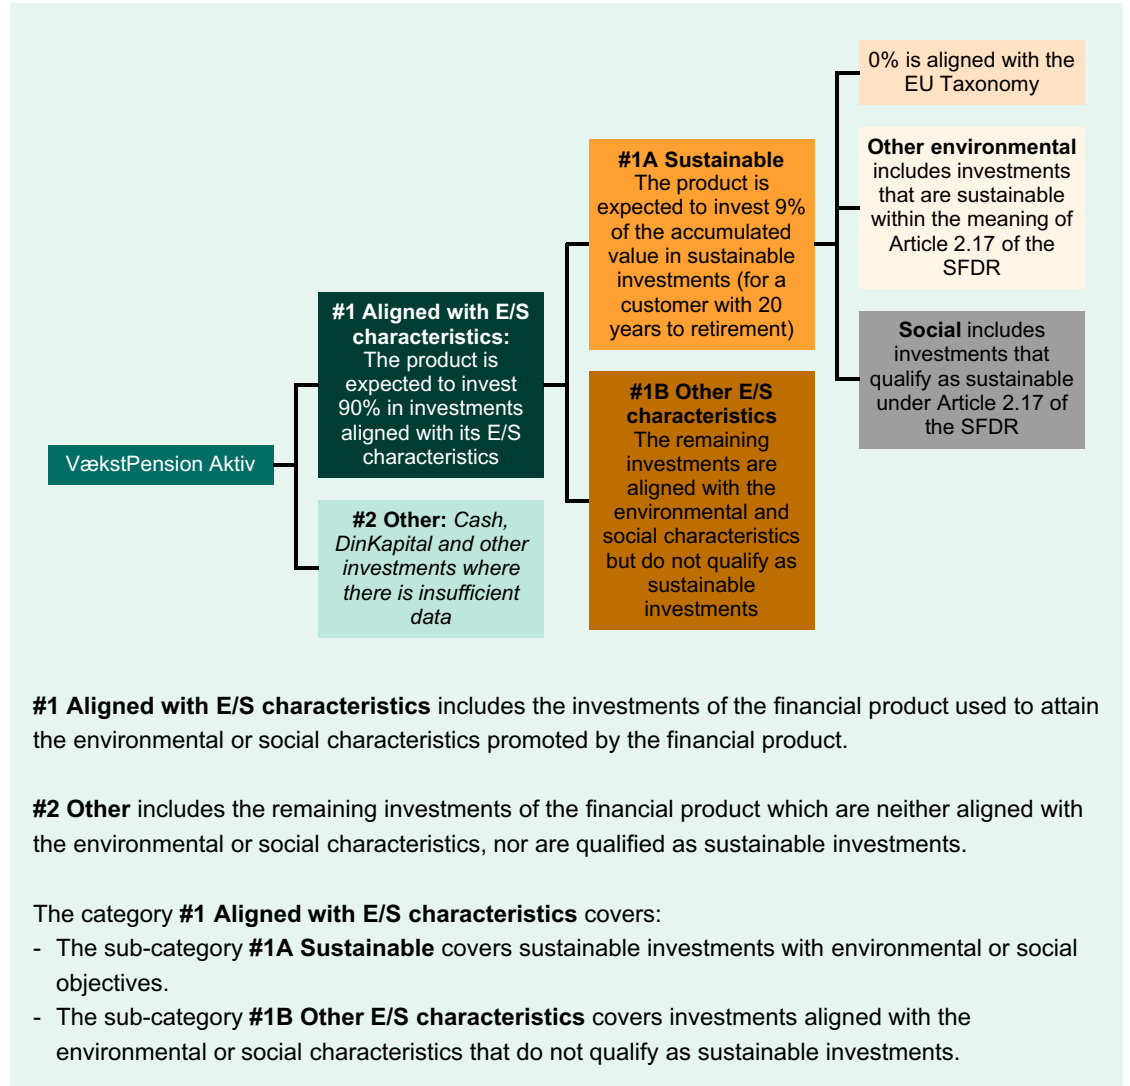 VækstPension Aktiv
#1 Aligned with E/S
characteristics:
The product is
expected to invest
90% in investments
aligned with its E/S
characteristics
#2 Other: Cash,
DinKapital and other
investments where
there is insufficient
data
#1A Sustainable
The product is
expected to invest 9%
of the accumulated
value in sustainable
investments (for a
customer with 20
years to retirement)
#1B Other E/S
characteristics
The remaining
investments are
aligned with the
environmental and
social characteristics
but do not qualify as
sustainable
investments
0% is aligned with the
EU Taxonomy
Other environmental
includes investments
that are sustainable
within the meaning of
Article 2.17 of the
SFDR
Social includes
investments that
qualify as sustainable
under Article 2.17 of
the SFDR
#1 Aligned with E/S characteristics includes the investments of the financial product used to attain
the environmental or social characteristics promoted by the financial product.
#2 Other includes the remaining investments of the financial product which are neither aligned with
the environmental or social characteristics, nor are qualified as sustainable investments.
The category #1 Aligned with E/S characteristics covers:
- The sub-category #1A Sustainable covers sustainable investments with environmental or social
objectives.
- The sub-category #1B Other E/S characteristics covers investments aligned with the
environmental or social characteristics that do not qualify as sustainable investments.